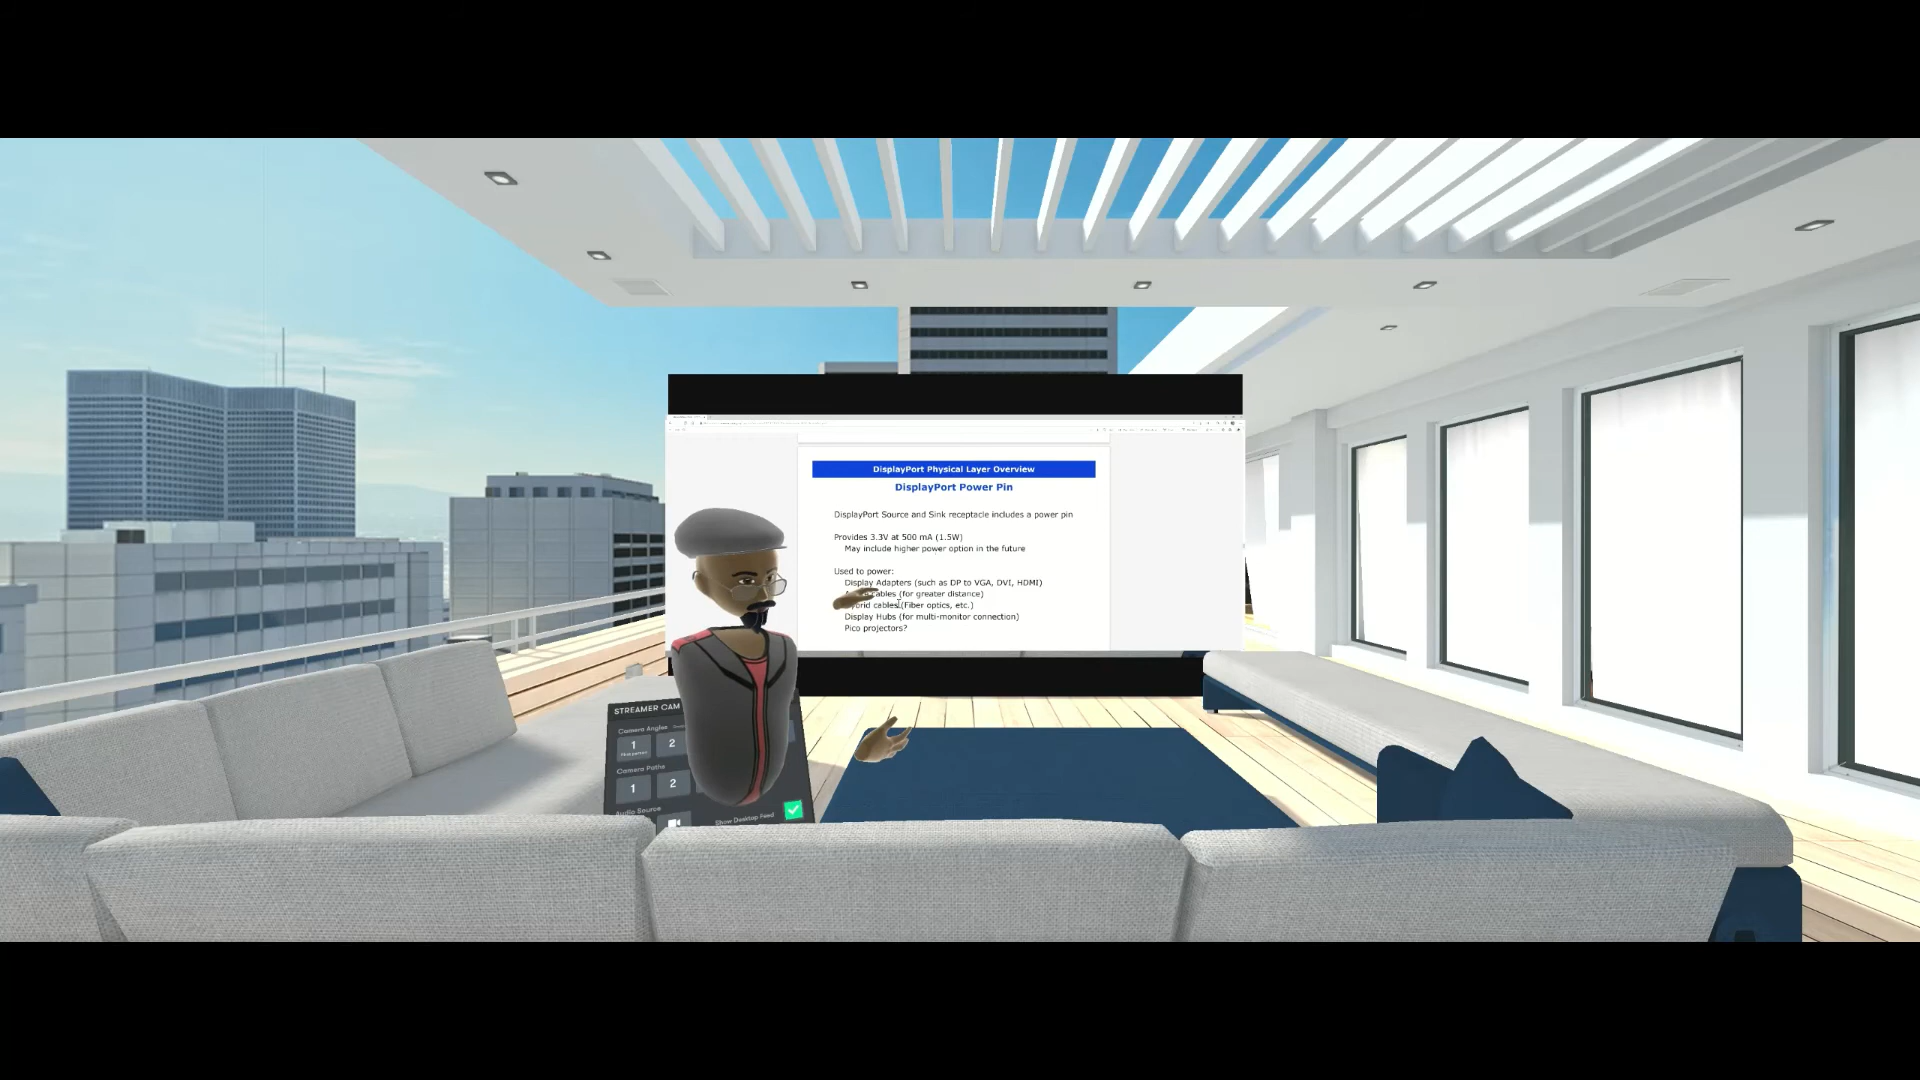 DisplayPort Physical Layer Overview
DisplayPort Power Pin
DisplayPort Source and Sink receptacle includes a power pin
Provides 3.3V at 500 mA (1.5W)
May include higher power option in the future
Used to power:
Display Adapters (such as DP to VGA, DVI, HDMI)
cables (for greater distance)
cables (Fiber optics, etc.)
Display Hubs (for multi-monitor connection)
Pico projectors?
STREAMER CAM
Camera Angles
1 2
Camera Paths
1 2
Audio Source
Show Desktop Feed